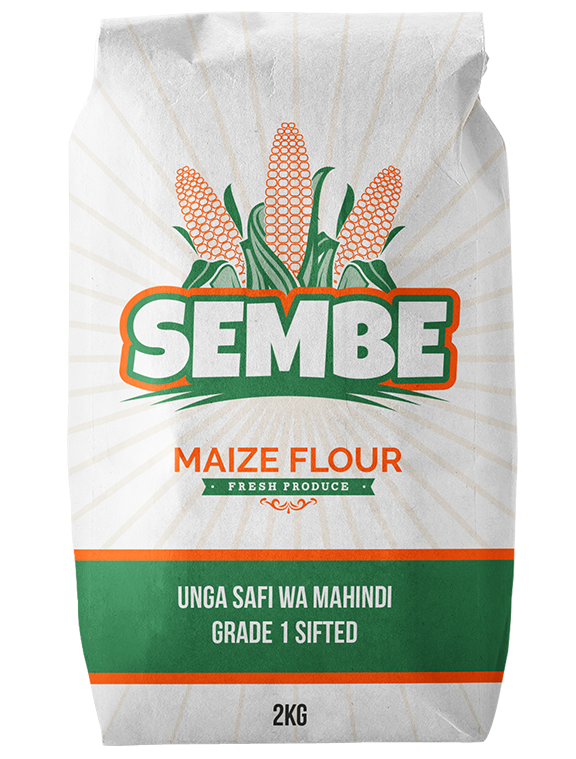 SEMBE
MAIZE FLOUR
· FRESH PRODUCE ·
UNGA SAFI WA MAHINDI
GRADE 1 SIFTED
2KG